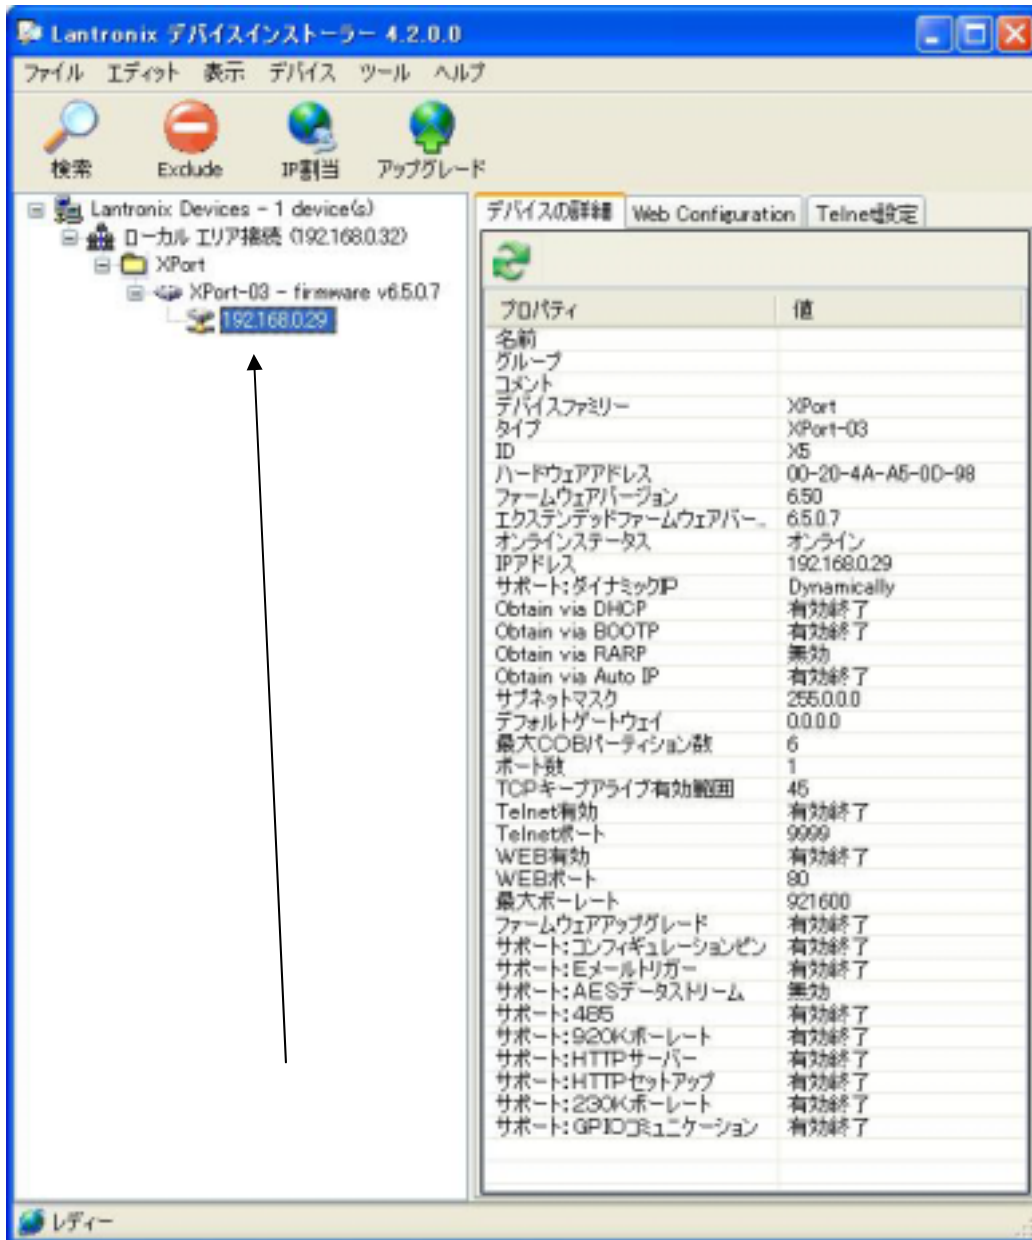 Lantronix デバイスインストーラー 4.2.0.0
ファイル エディット 表示 デバイス ツール ヘルプ
検索 Exclude IP割当 アップグレード
Lantronix Devices - 1 device(s)
ローカル エリア接続 (192.168.0.32)
XPort
XPort-03 - firmware v6.5.0.7
192.168.0.29
デバイスの詳細 Web Configuration Telnet設定
プロパティ 値
名前
グループ
コメント
デバイスファミリー XPort
タイプ XPort-03
ID X5
ハードウェアアドレス 00-20-4A-A5-0D-98
ファームウェアバージョン 6.50
エクステンデッドファームウェアバー... 6.5.0.7
オンラインステータス オンライン
IPアドレス 192.168.0.29
サポート:ダイナミックIP Dynamically
Obtain via DHCP 有効終了
Obtain via BOOTP 有効終了
Obtain via RARP 無効
Obtain via Auto IP 有効終了
サブネットマスク 255.0.0.0
デフォルトゲートウェイ 0.0.0.0
最大COBパーティション数 6
ポート数 1
TCPキープアライブ有効範囲 45
Telnet有効 有効終了
Telnetポート 9999
WEB有効 有効終了
WEBポート 80
最大ボーレート 921600
ファームウェアアップグレード 有効終了
サポート:コンフィギュレーションピン 有効終了
サポート:Eメールトリガー 有効終了
サポート:AESデータストリーム 無効
サポート:485 有効終了
サポート:920Kボーレート 有効終了
サポート:HTTPサーバー 有効終了
サポート:HTTPセットアップ 有効終了
サポート:230Kボーレート 有効終了
サポート:GPIOコミュニケーション 有効終了
レディー